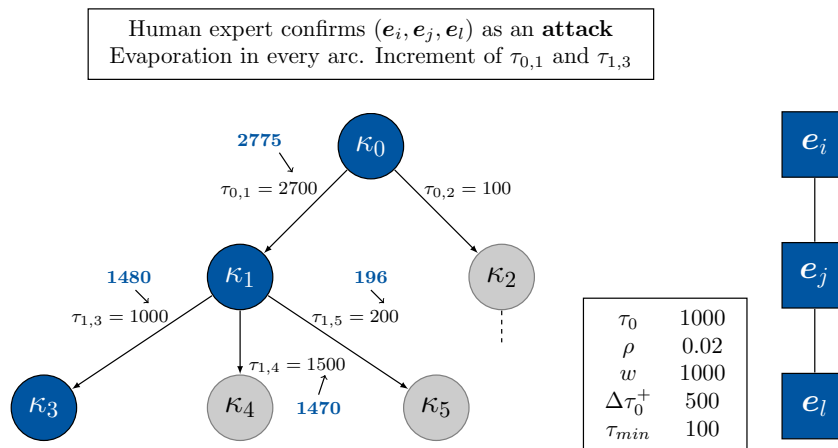 Human expert confirms (e_i, e_j, e_l) as an attack
Evaporation in every arc. Increment of τ_{0,1} and τ_{1,3}
2775
κ_0
e_i
τ_{0,1} = 2700
τ_{0,2} = 100
1480
κ_1
196
κ_2
e_j
τ_{1,3} = 1000
τ_{1,5} = 200
τ_0 1000
ρ 0.02
w 1000
Δτ_0^+ 500
τ_{min} 100
τ_{1,4} = 1500
κ_3
κ_4
1470
κ_5
e_l